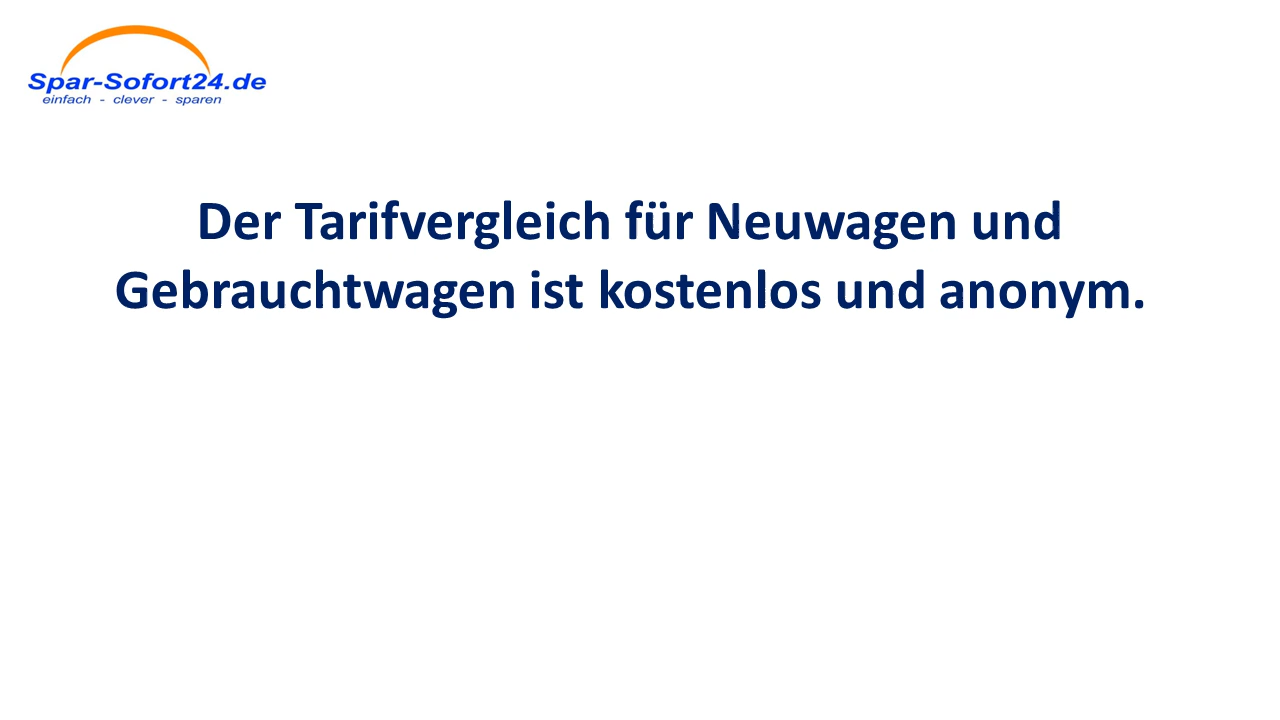 Spar-Sofort24.de
einfach - clever - sparen
Der Tarifvergleich für Neuwagen und
Gebrauchtwagen ist kostenlos und anonym.